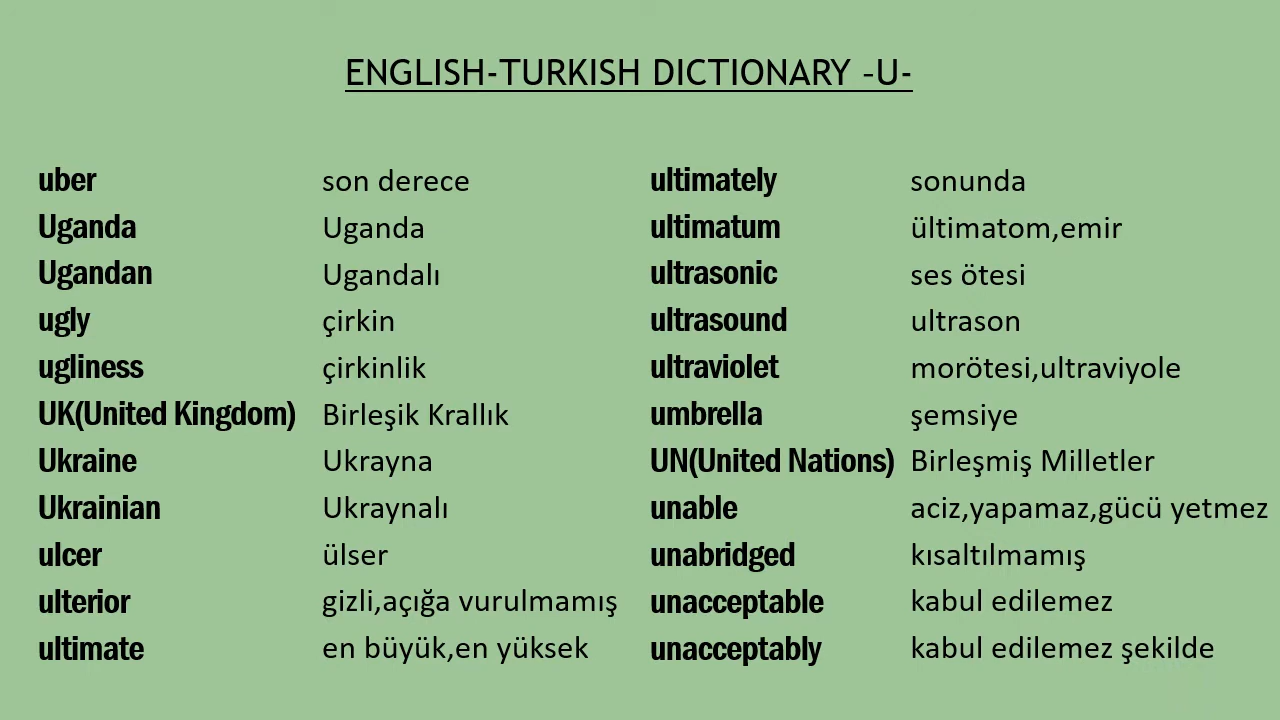 ENGLISH-TURKISH DICTIONARY -U-
uber son derece
Uganda Uganda
Ugandan Ugandalı
ugly çirkin
ugliness çirkinlik
UK(United Kingdom) Birleşik Krallık
Ukraine Ukrayna
Ukrainian Ukraynalı
ulcer ülser
ulterior gizli,açığa vurulmamış
ultimate en büyük,en yüksek
ultimately sonunda
ultimatum ültimatom,emir
ultrasonic ses ötesi
ultrasound ultrason
ultraviolet morötesi,ultraviyole
umbrella şemsiye
UN(United Nations) Birleşmiş Milletler
unable aciz,yapamaz,gücü yetmez
unabridged kısaltılmamış
unacceptable kabul edilemez
unacceptably kabul edilemez şekilde